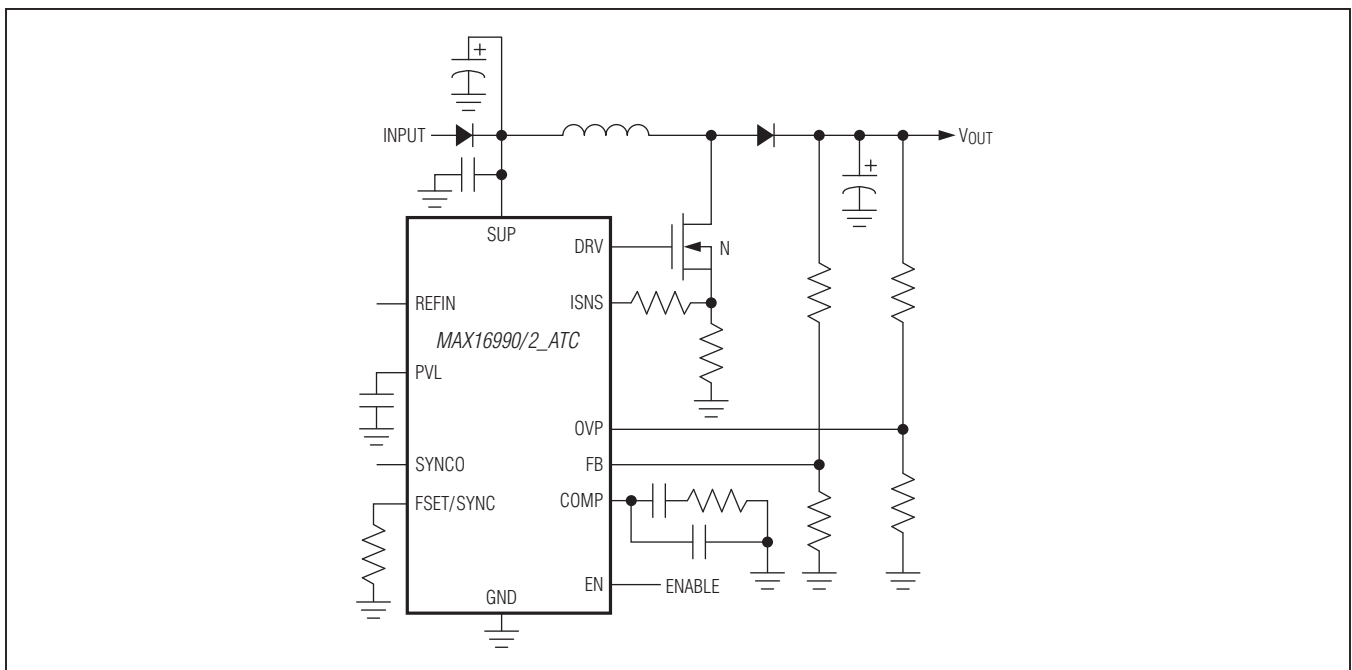 +
INPUT
VOUT
+
SUP
DRV
N
REFIN
ISNS
MAX16990/2_ATC
PVL
OVP
SYNCO
FB
COMP
FSET/SYNC
EN
ENABLE
GND